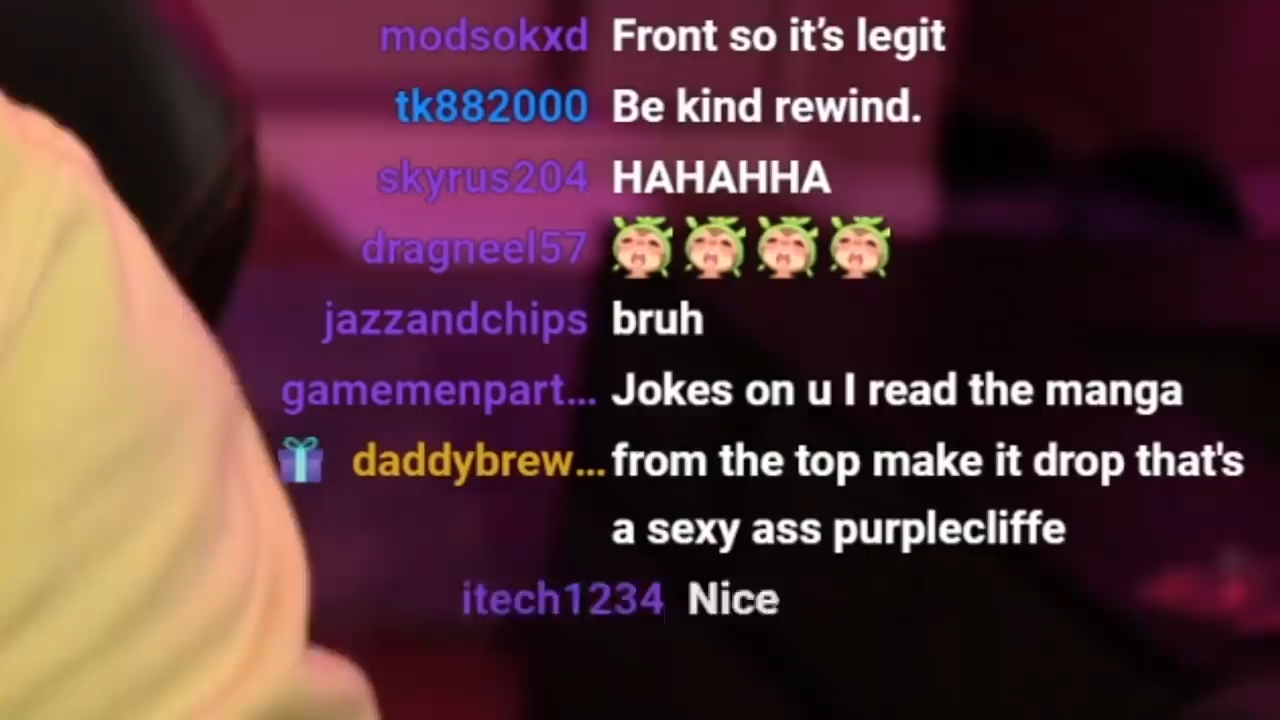 modsokxd Front so it’s legit
tk882000 Be kind rewind.
skyrus204 HAHAHHA
dragneel57
jazzandchips bruh
gamemenpart... Jokes on u I read the manga
daddybrew... from the top make it drop that's
a sexy ass purplecliffe
itech1234 Nice